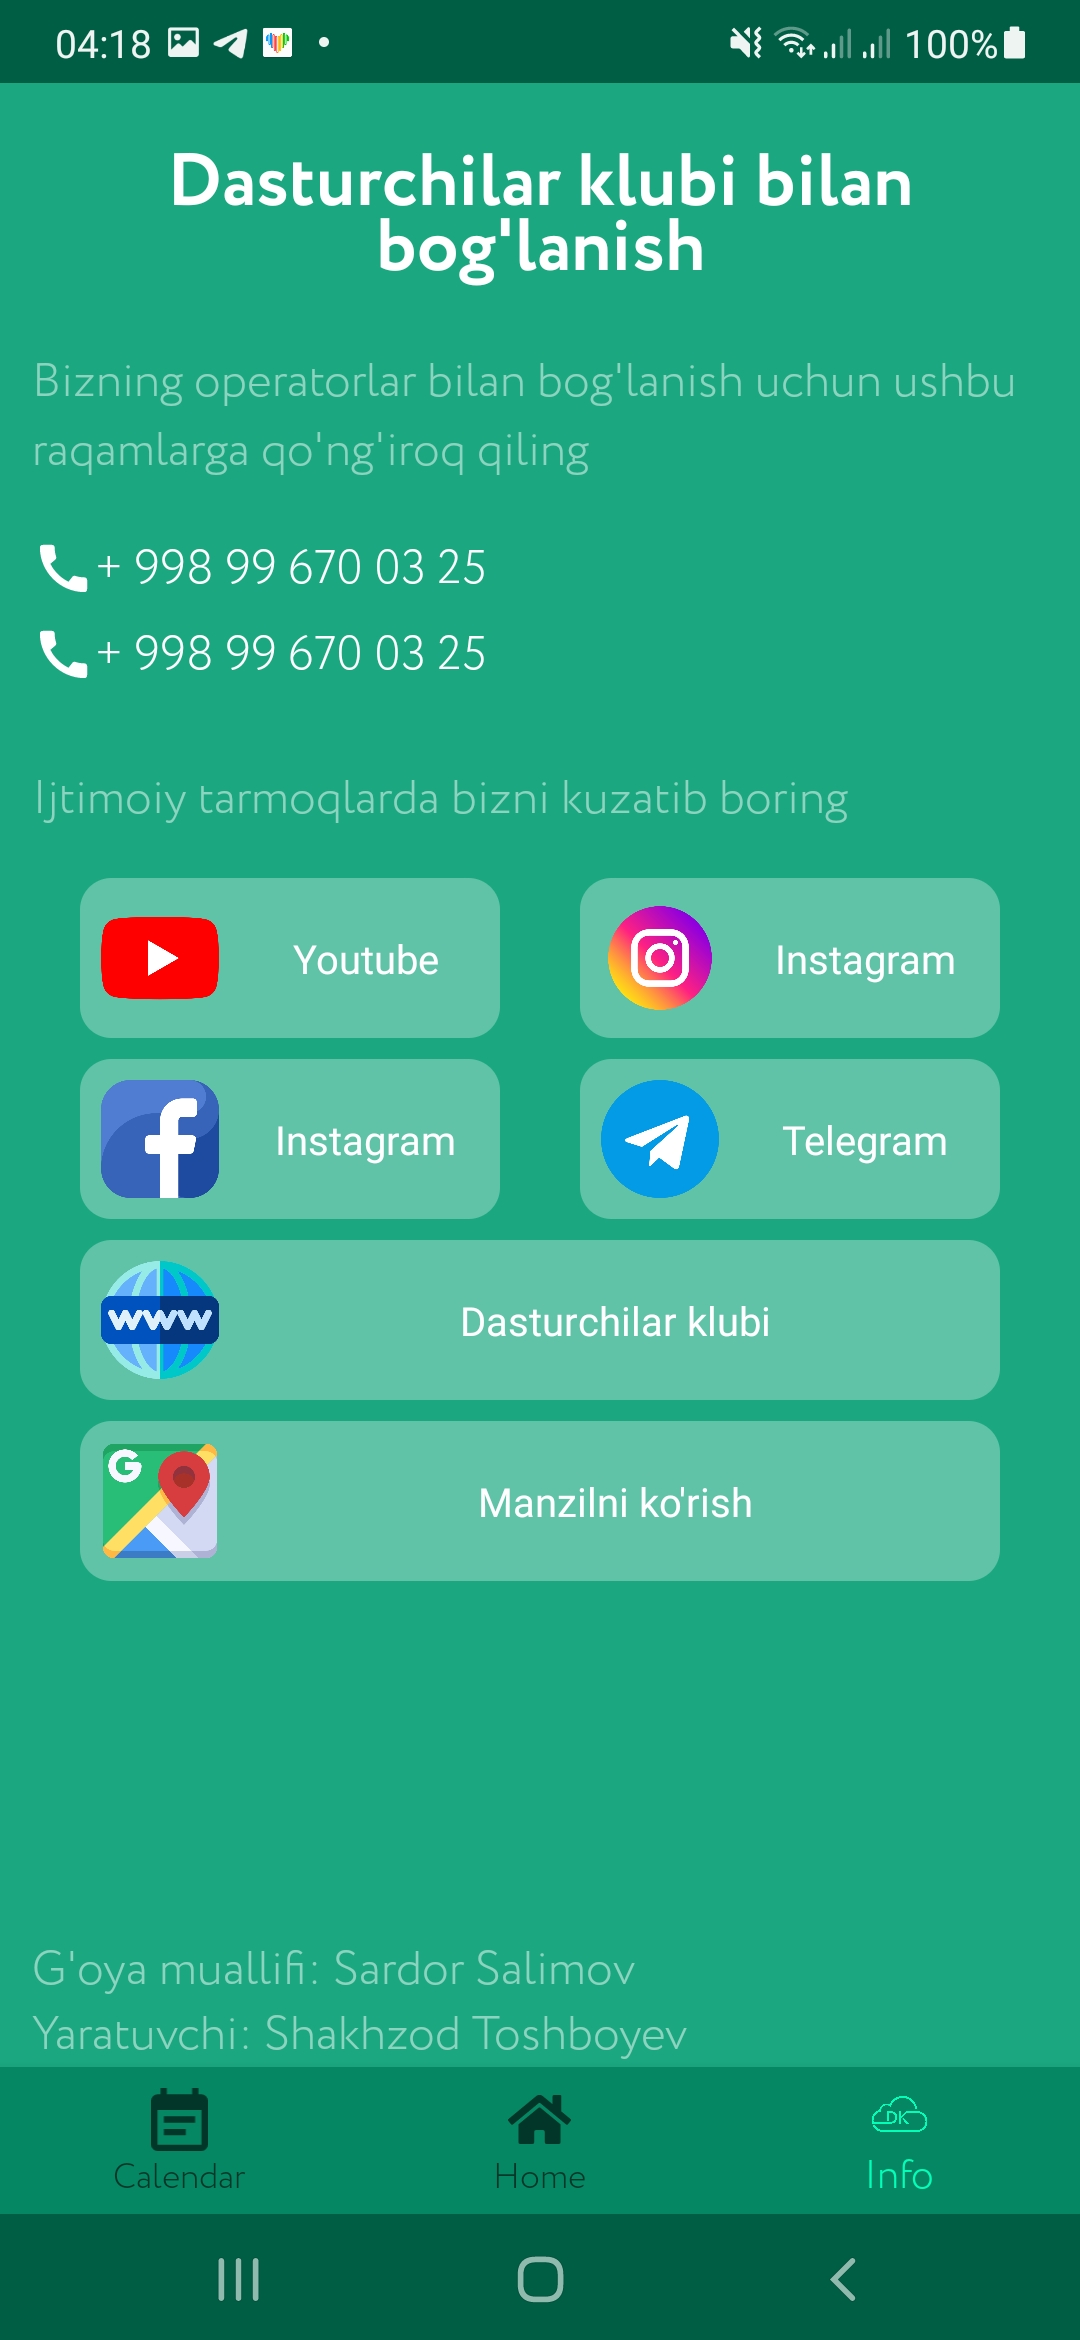 04:18 100%
Dasturchilar klubi bilan
bog'lanish
Bizning operatorlar bilan bog'lanish uchun ushbu
raqamlarga qo'ng'iroq qiling
+ 998 99 670 03 25
+ 998 99 670 03 25
Ijtimoiy tarmoqlarda bizni kuzatib boring
Youtube
Instagram
Instagram
Telegram
www
Dasturchilar klubi
G
Manzilni ko'rish
G'oya muallifi: Sardor Salimov
Yaratuvchi: Shakhzod Toshboyev
DK
Calendar
Home
Info